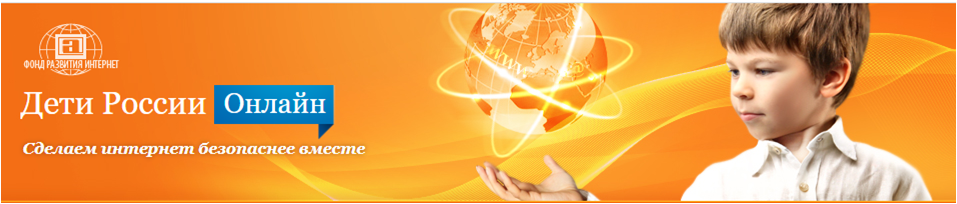 ФОНД РАЗВИТИЯ ИНТЕРНЕТ
Дети России Онлайн
Сделаем интернет безопаснее вместе